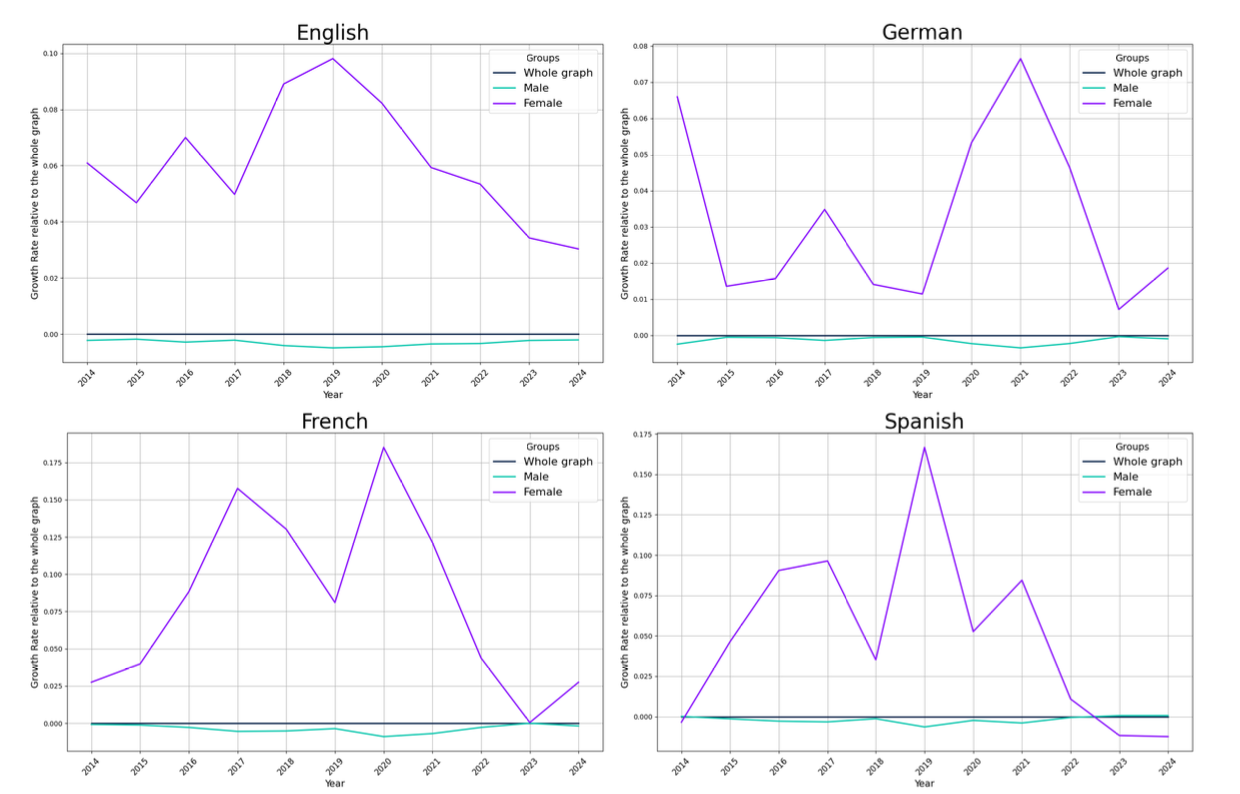 English
Growth Rate relative to the whole graph
0.10
0.08
0.06
0.04
0.02
0.00
Groups
Whole graph
Male
Female
2014 2015 2016 2017 2018 2019 2020 2021 2022 2023 2024
Year
German
Growth Rate relative to the whole graph
0.08
0.07
0.06
0.05
0.04
0.03
0.02
0.01
0.00
Groups
Whole graph
Male
Female
2014 2015 2016 2017 2018 2019 2020 2021 2022 2023 2024
Year
French
Growth Rate relative to the whole graph
0.175
0.150
0.125
0.100
0.075
0.050
0.025
0.000
Groups
Whole graph
Male
Female
2014 2015 2016 2017 2018 2019 2020 2021 2022 2023 2024
Year
Spanish
Growth Rate relative to the whole graph
0.175
0.150
0.125
0.100
0.075
0.050
0.025
0.000
Groups
Whole graph
Male
Female
2014 2015 2016 2017 2018 2019 2020 2021 2022 2023 2024
Year